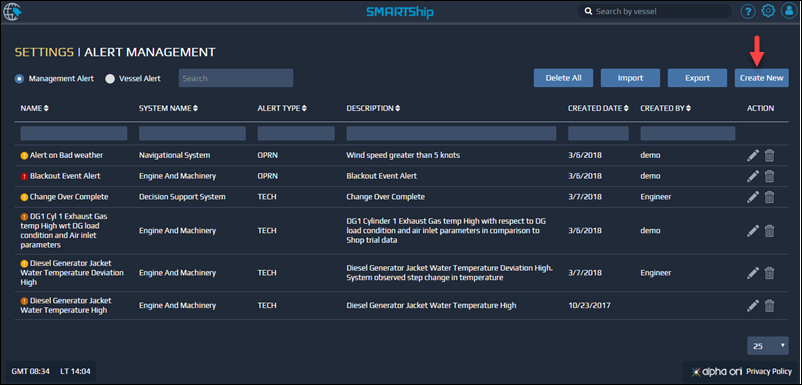 SMARTShip
Search by vessel
?
SETTINGS | ALERT MANAGEMENT
Management Alert Vessel Alert Search Delete All Import Export Create New
NAME SYSTEM NAME ALERT TYPE DESCRIPTION CREATED DATE CREATED BY ACTION
Alert on Bad weather Navigational System OPRN Wind speed greater than 5 knots 3/6/2018 demo
Blackout Event Alert Engine And Machinery OPRN Blackout Event Alert 3/6/2018 demo
Change Over Complete Decision Support System TECH Change Over Complete 3/7/2018 Engineer
DG1 Cyl 1 Exhaust Gas
temp High wrt DG load
condition and Air inlet
parameters
Engine And Machinery TECH
DG1 Cylinder 1 Exhaust Gas temp High with respect to DG
load condition and air inlet parameters in comparison to
Shop trial data
3/6/2018 demo
Diesel Generator Jacket
Water Temperature Deviation
High
Engine And Machinery TECH
Diesel Generator Jacket Water Temperature Deviation High.
System observed step change in temperature
3/7/2018 Engineer
Diesel Generator Jacket
Water Temperature High
Engine And Machinery TECH Diesel Generator Jacket Water Temperature High 10/23/2017
25
GMT 08:34 LT 14:04 alpha ori Privacy Policy